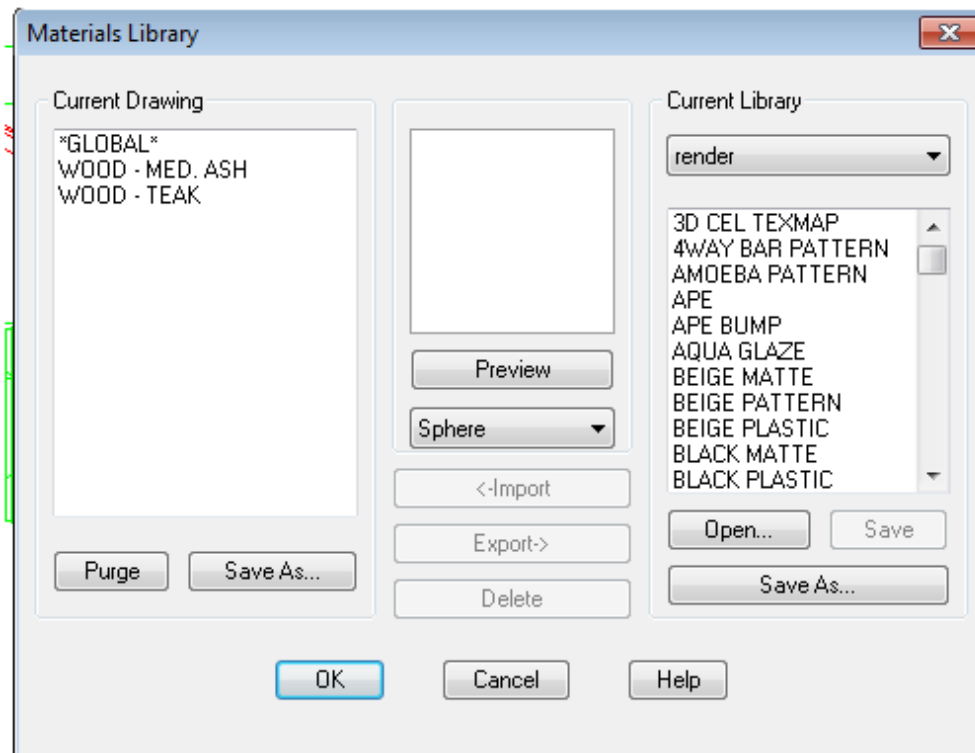 Materials Library
Current Drawing
*GLOBAL*
WOOD - MED. ASH
WOOD - TEAK
Purge
Save As...
Preview
Sphere
<-Import
Export->
Delete
Current Library
render
3D CEL TEXMAP
4WAY BAR PATTERN
AMOEBA PATTERN
APE
APE BUMP
AQUA GLAZE
BEIGE MATTE
BEIGE PATTERN
BEIGE PLASTIC
BLACK MATTE
BLACK PLASTIC
Open...
Save
Save As...
OK
Cancel
Help